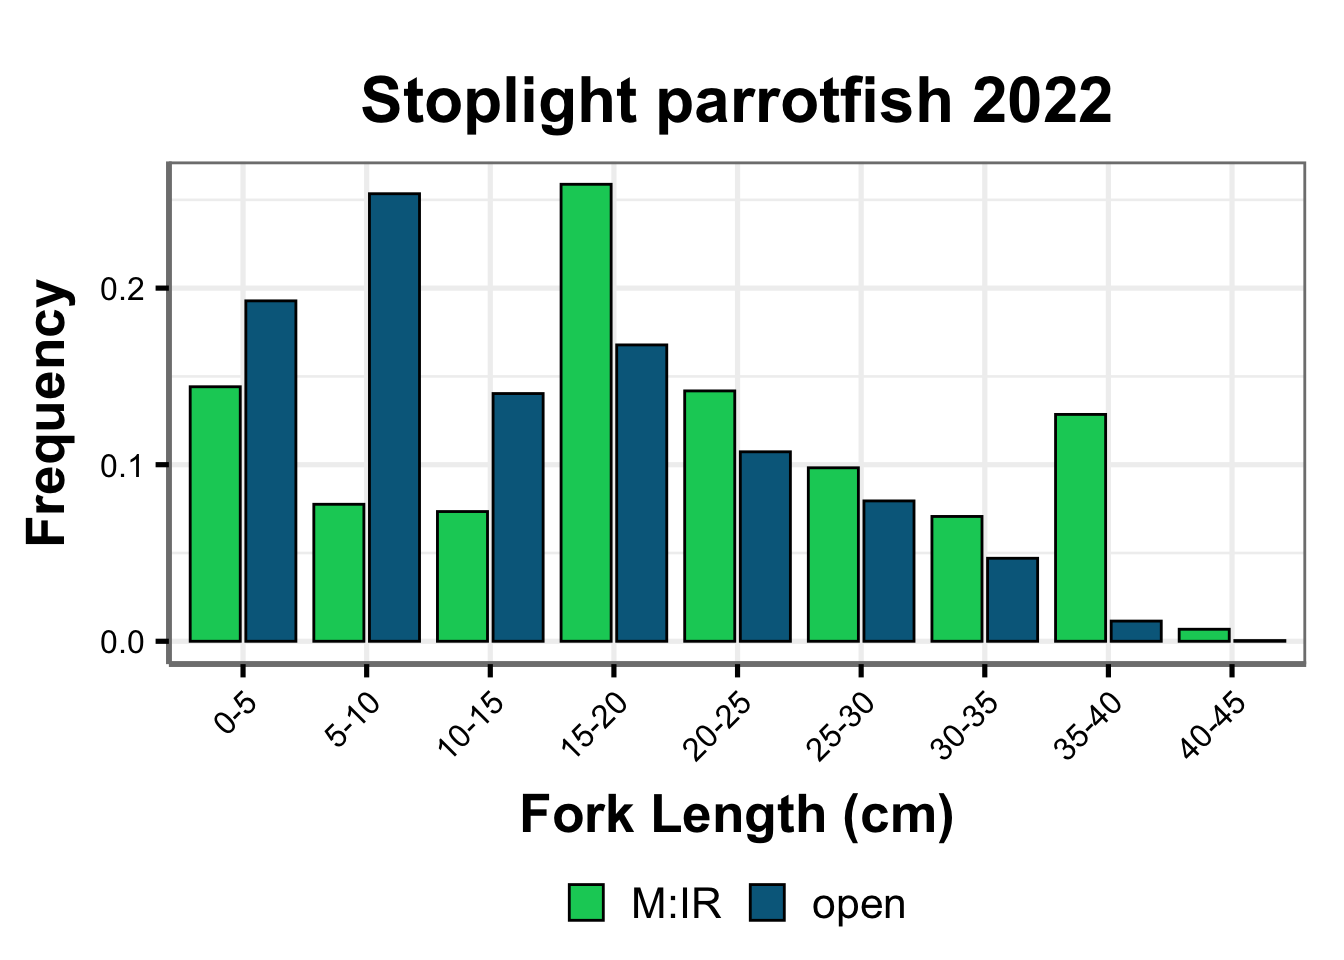 Stoplight parrotfish 2022
Frequency
0.2
0.1
0.0
0-5 5-10 10-15 15-20 20-25 25-30 30-35 35-40 40-45
Fork Length (cm)
M:IR open